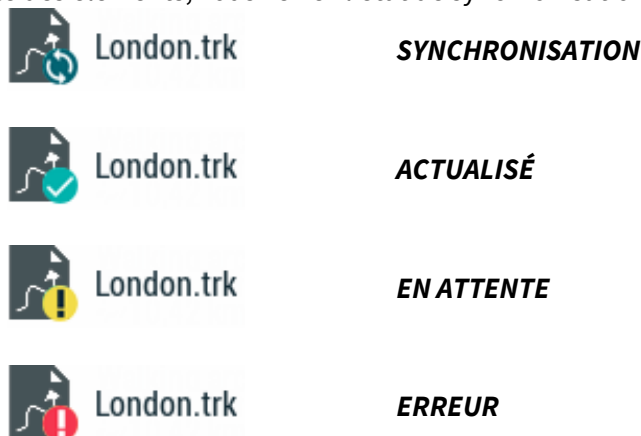 London.trk SYNCHRONISATION
London.trk ACTUALISÉ
London.trk EN ATTENTE
London.trk ERREUR